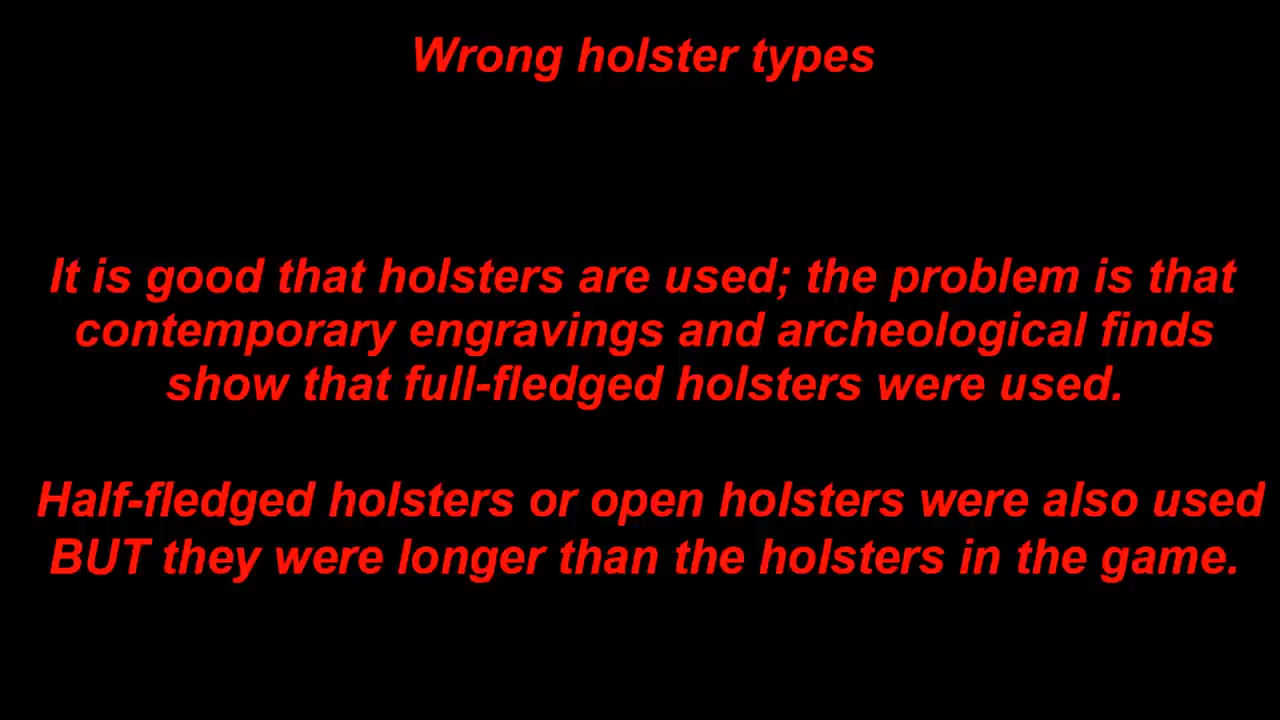 Wrong holster types
It is good that holsters are used; the problem is that
contemporary engravings and archeological finds
show that full-fledged holsters were used.
Half-fledged holsters or open holsters were also used
BUT they were longer than the holsters in the game.